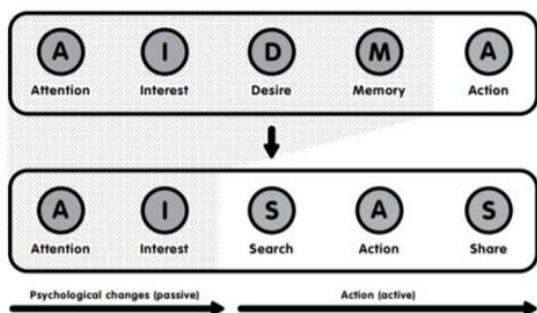 A I D M A
Attention Interest Desire Memory Action
A I S A S
Attention Interest Search Action Share
Psychological changes (passive) Action (active)